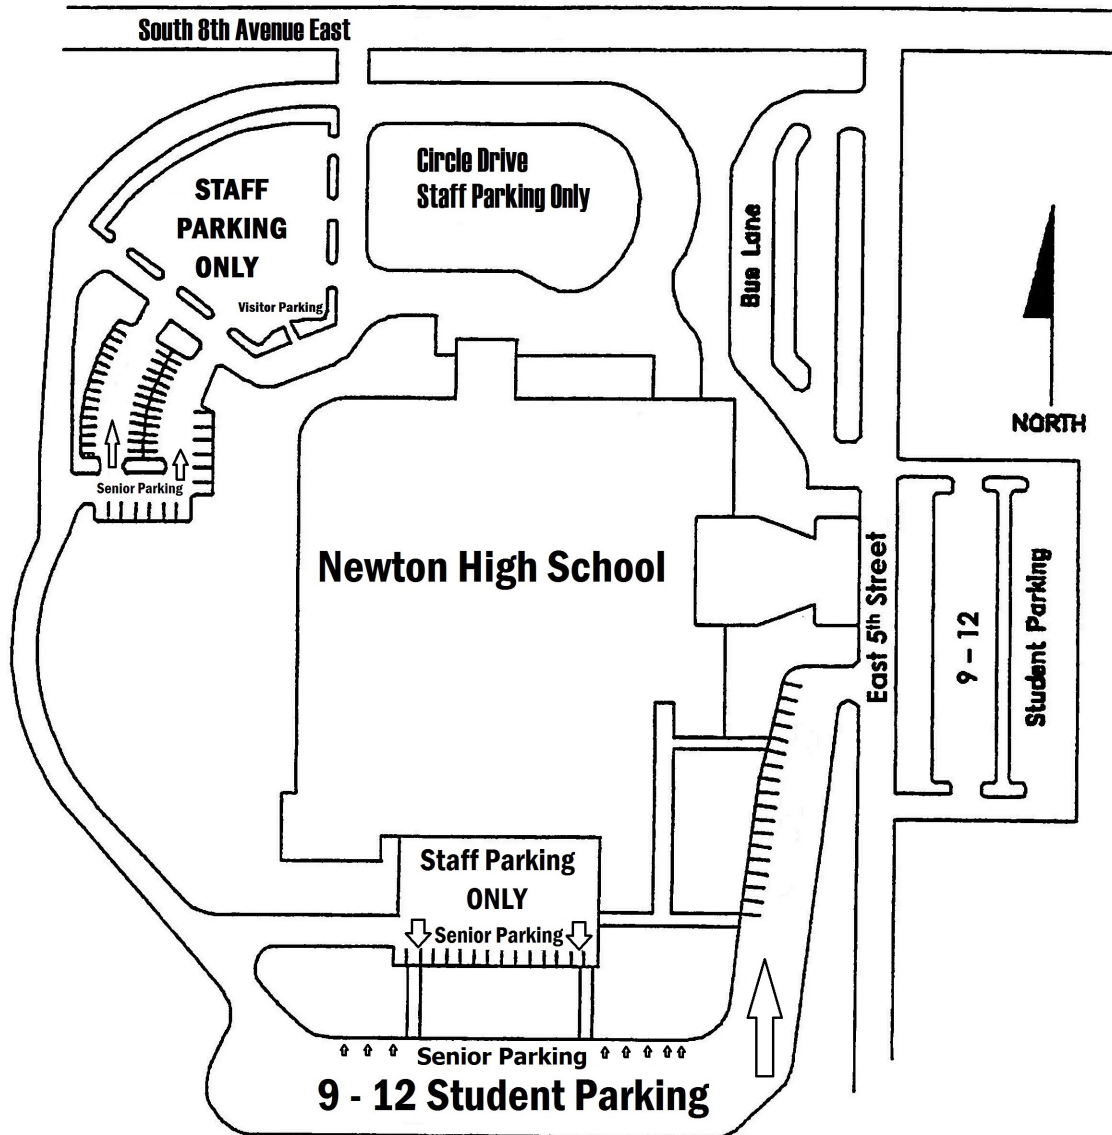 South 8th Avenue East
Circle Drive
Staff Parking Only
STAFF
PARKING
ONLY
Visitor Parking
Bus Lane
NORTH
Senior Parking
Newton High School
East 5th Street
9 - 12
Student Parking
Staff Parking
ONLY
Senior Parking
Senior Parking
9 - 12 Student Parking